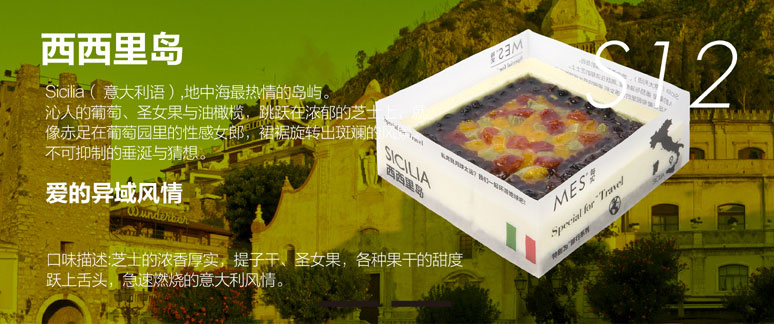 西西里岛
S12
Sicilia（意大利语）,地中海最热情的岛屿。
沁人的葡萄、圣女果与油橄榄，跳跃在浓郁的芝士上，
像赤足在葡萄园里的性感女郎，裙裾旋转出斑斓的
不可抑制的垂涎与猜想。
爱的异域风情
Wunderbar
口味描述:芝士的浓香厚实，提子干、圣女果，各种果干的甜度
跃上舌头，急速燃烧的意大利风情。
MES
SiCiLiA
西西里岛
MES
Special for "Travel